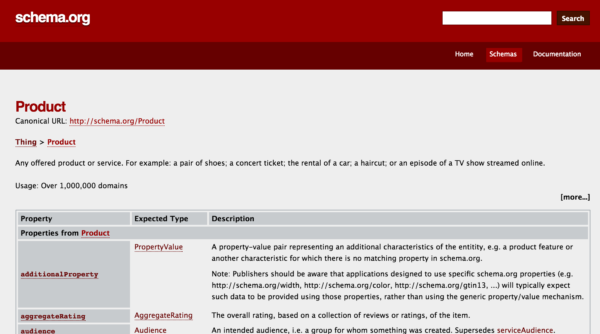 schema.org
Search
Home Schemas Documentation
Product
Canonical URL: http://schema.org/Product
Thing > Product
Any offered product or service. For example: a pair of shoes; a concert ticket; the rental of a car; a haircut; or an episode of a TV show streamed online.
Usage: Over 1,000,000 domains
[more...]
Property Expected Type Description
Properties from Product
additionalProperty PropertyValue A property-value pair representing an additional characteristics of the entitity, e.g. a product feature or
another characteristic for which there is no matching property in schema.org.
Note: Publishers should be aware that applications designed to use specific schema.org properties (e.g.
http://schema.org/width, http://schema.org/color, http://schema.org/gtin13, ...) will typically expect
such data to be provided using those properties, rather than using the generic property/value mechanism.
aggregateRating AggregateRating The overall rating, based on a collection of reviews or ratings, of the item.
audience Audience An intended audience, i.e. a group for whom something was created. Supersedes serviceAudience.